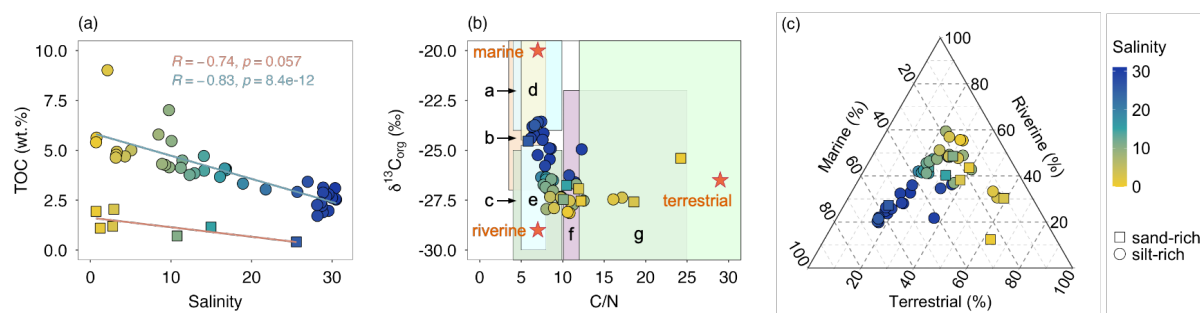 (a)
TOC (wt.%)
10.0
7.5
5.0
2.5
0.0
R = −0.74, p = 0.057
R = −0.83, p = 8.4e-12
0
10
20
30
Salinity
(b)
δ13Corg (‰)
-20.0
-22.5
-25.0
-27.5
-30.0
marine
a
b
c
d
e
f
g
riverine
terrestrial
0
5
10
15
20
25
30
C/N
(c)
Marine (%)
Riverine (%)
Terrestrial (%)
20
40
60
80
100
100
80
60
40
20
20
40
60
80
100
Salinity
30
20
10
0
sand-rich
silt-rich